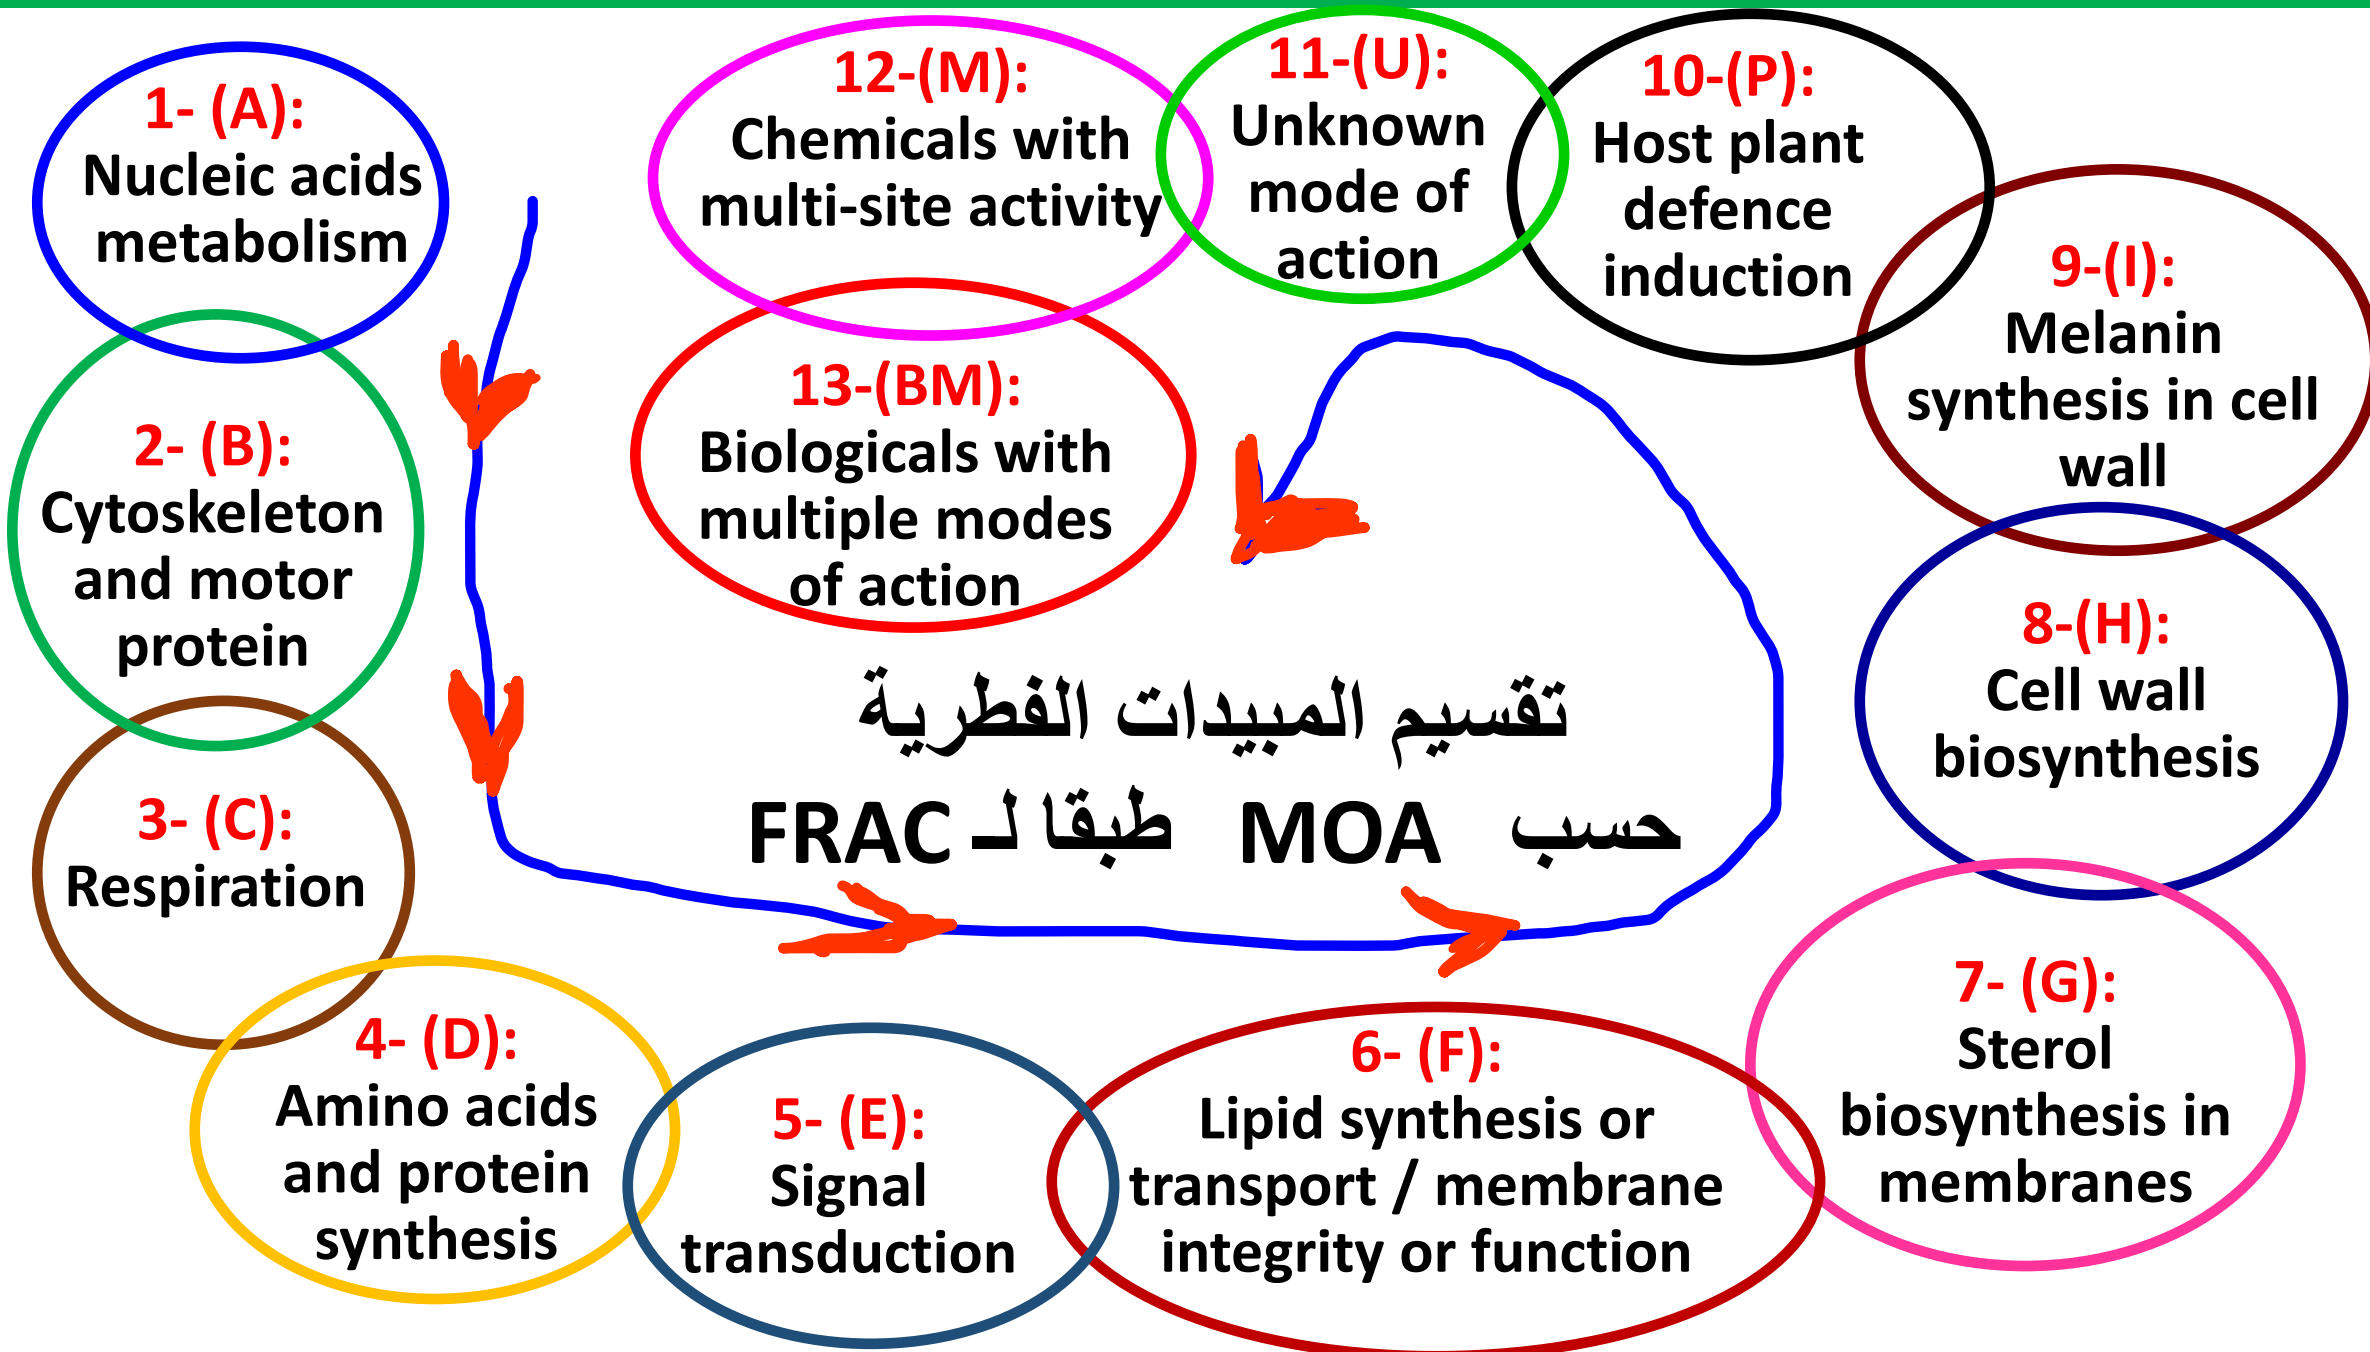 1- (A):
Nucleic acids
metabolism
2- (B):
Cytoskeleton
and motor
protein
3- (C):
Respiration
4- (D):
Amino acids
and protein
synthesis
5- (E):
Signal
transduction
6- (F):
Lipid synthesis or
transport / membrane
integrity or function
7- (G):
Sterol
biosynthesis in
membranes
8-(H):
Cell wall
biosynthesis
9-(I):
Melanin
synthesis in cell
wall
10-(P):
Host plant
defence
induction
11-(U):
Unknown
mode of
action
12-(M):
Chemicals with
multi-site activity
13-(BM):
Biologicals with
multiple modes
of action
تقسيم المبيدات الفطرية
حسب MOA طبقا لـ FRAC